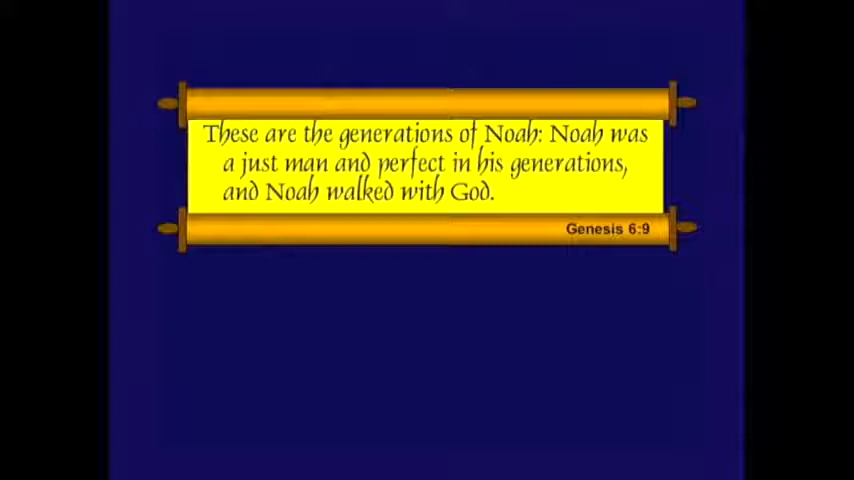 These are the generations of Noah: Noah was
a just man and perfect in his generations,
and Noah walked with God.
Genesis 6:9